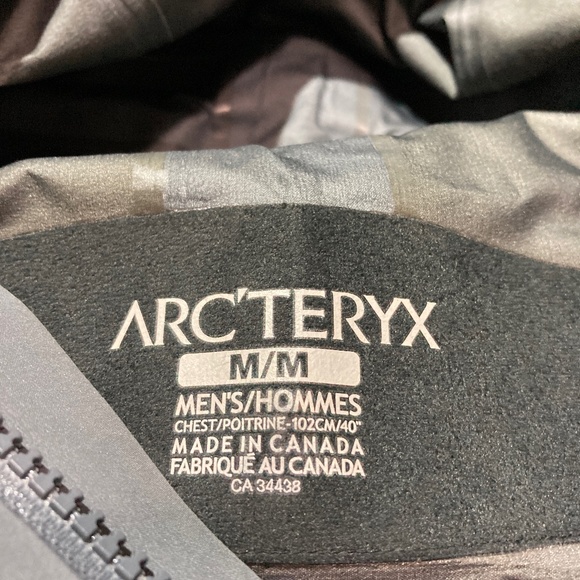 ARC'TERYX
M/M
MEN'S/HOMMES
CHEST/POITRINE-102CM/40"
MADE IN CANADA
FABRIQUÉ AU CANADA
CA 34438